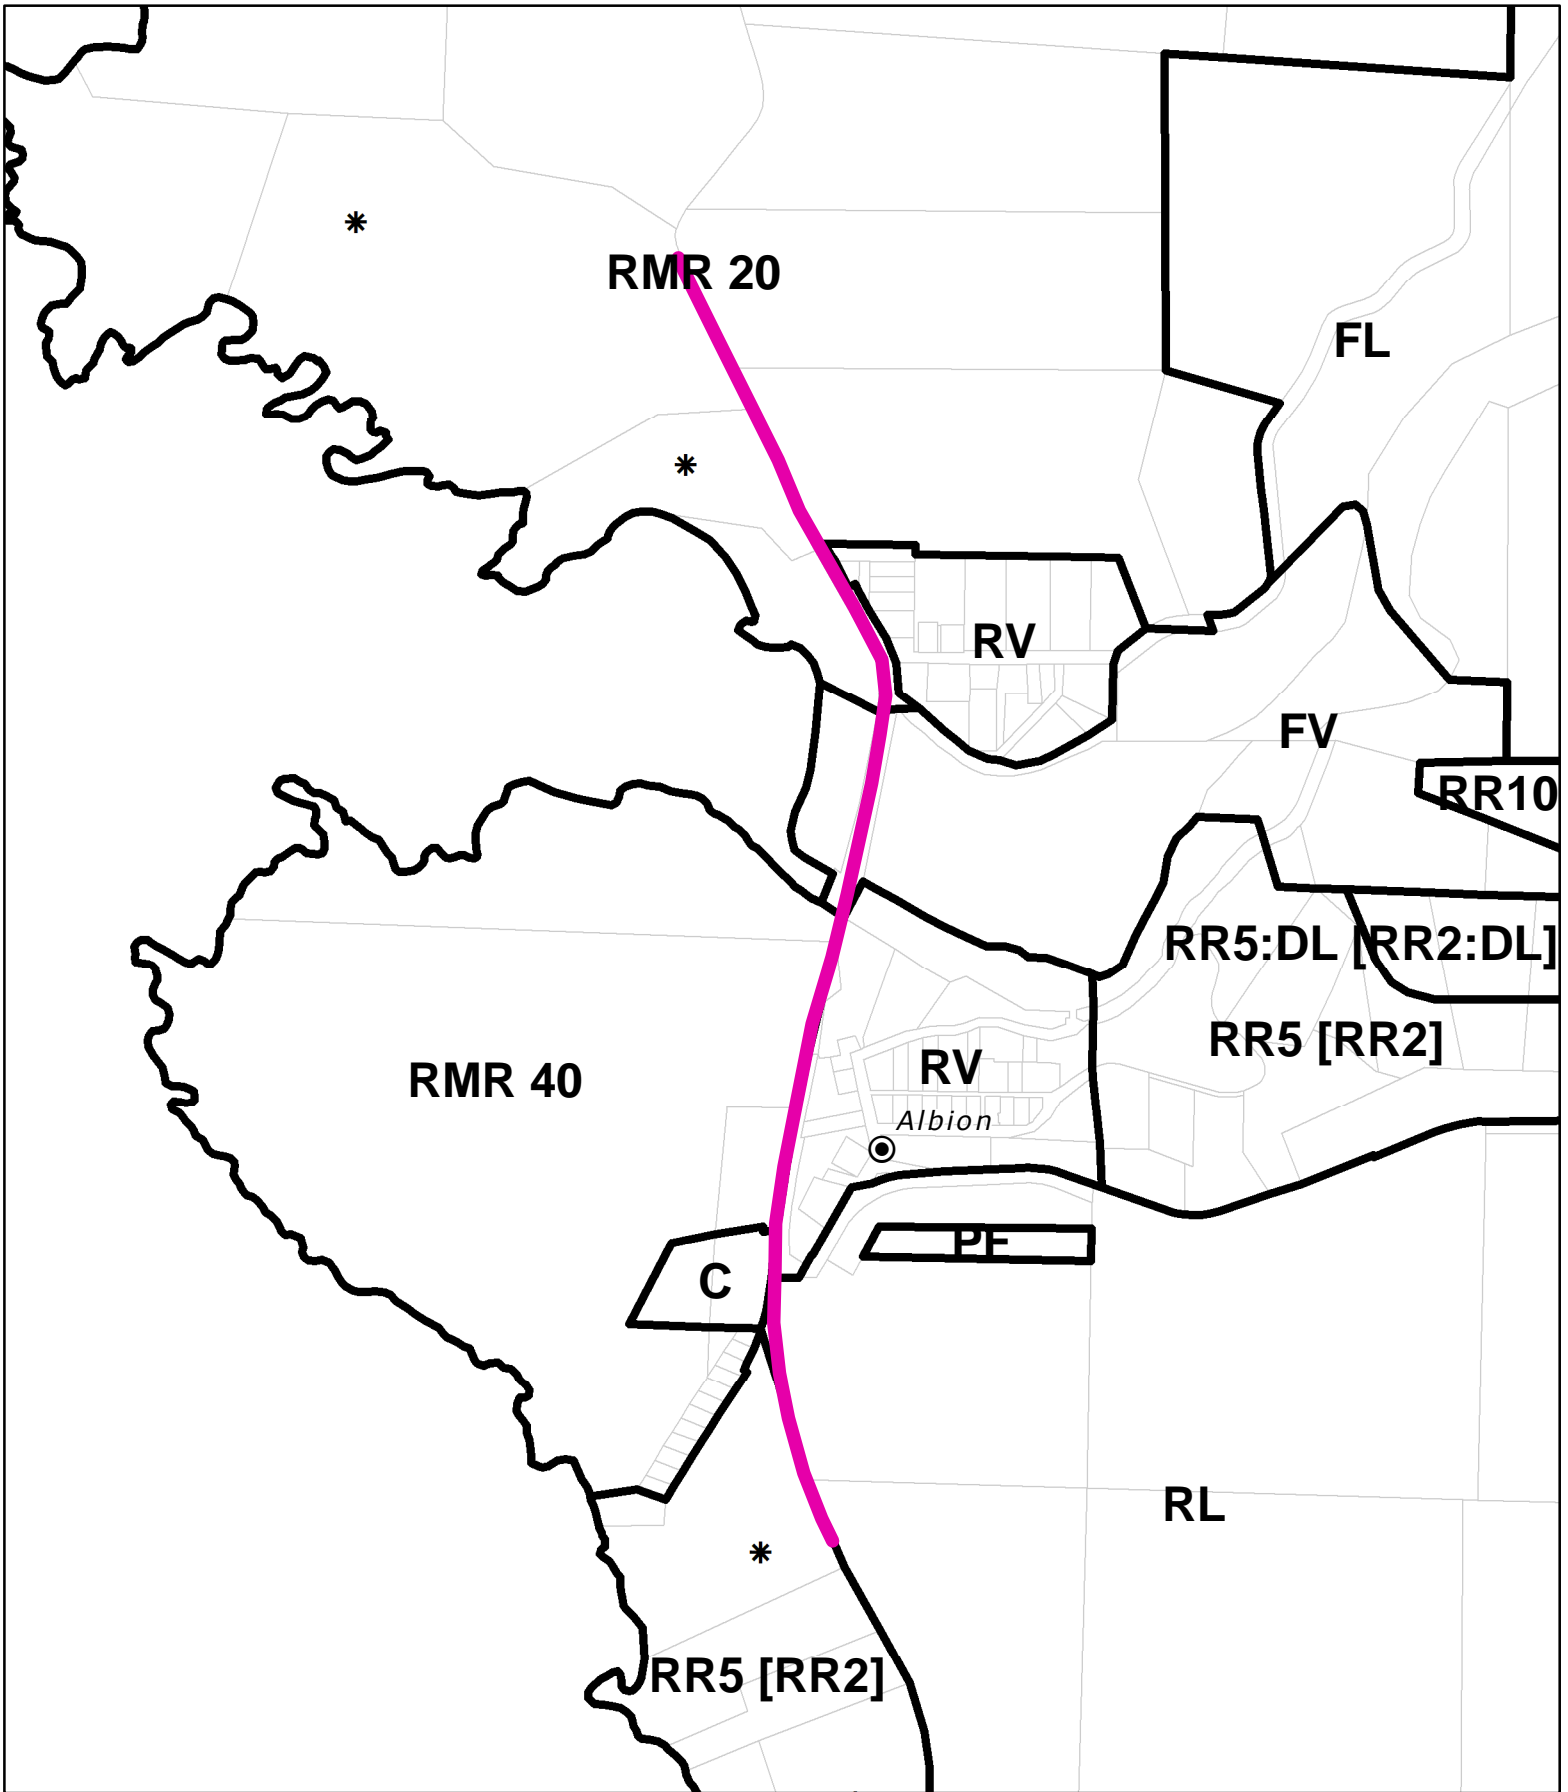 RMR 20
FL
RV
FV
RR10
RR5:DL [RR2:DL]
RR5 [RR2]
RMR 40
RV
Albion
PF
C
RL
RR5 [RR2]